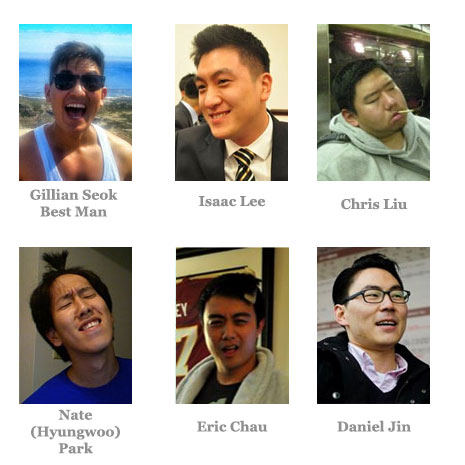 Gillian Seok
Best Man
Isaac Lee
Chris Liu
Nate
(Hyungwoo)
Park
Eric Chau
Daniel Jin